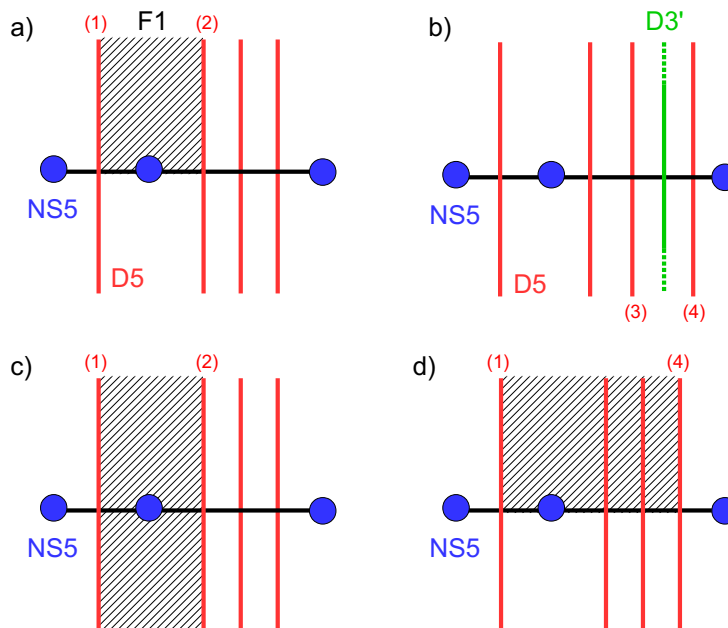 a)
(1)
F1
(2)
NS5
D5
b)
D3'
NS5
D5
(3)
(4)
c)
(1)
(2)
NS5
d)
(1)
(4)
NS5